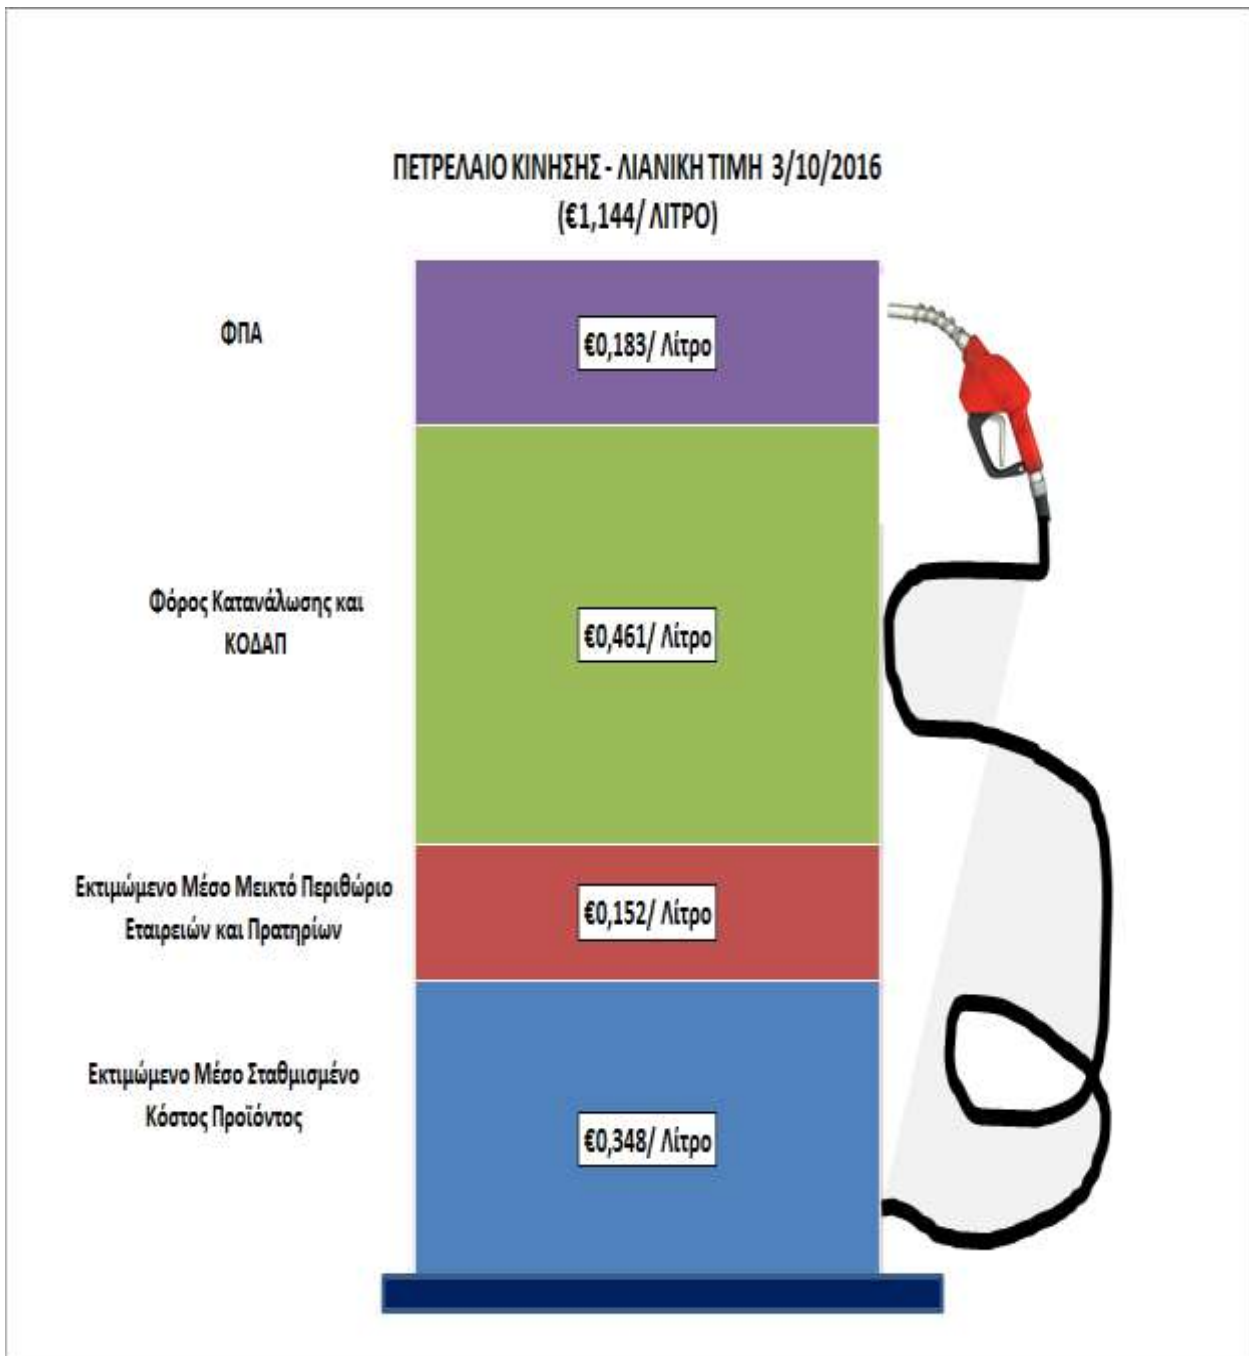 ΠΕΤΡΕΛΑΙΟ ΚΙΝΗΣΗΣ - ΛΙΑΝΙΚΗ ΤΙΜΗ 3/10/2016
(€1,144/ ΛΙΤΡΟ)
ΦΠΑ
€0,183/ Λίτρο
Φόρος Κατανάλωσης και
ΚΟΔΑΠ
€0,461/ Λίτρο
Εκτιμώμενο Μέσο Μεικτό Περιθώριο
Εταιρειών και Πρατηρίων
€0,152/ Λίτρο
Εκτιμώμενο Μέσο Σταθμισμένο
Κόστος Προϊόντος
€0,348/ Λίτρο